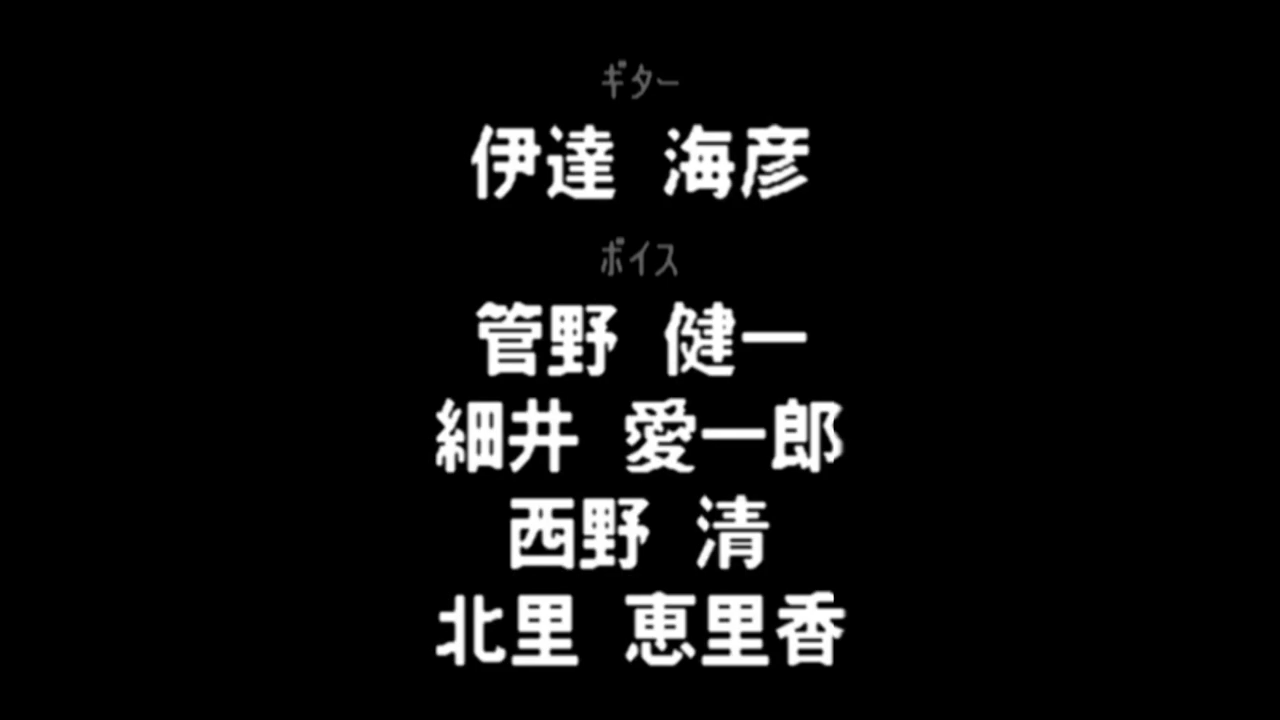 ギター
伊達 海彦
ボイス
管野 健一
細井 愛一郎
西野 清
北里 恵里香